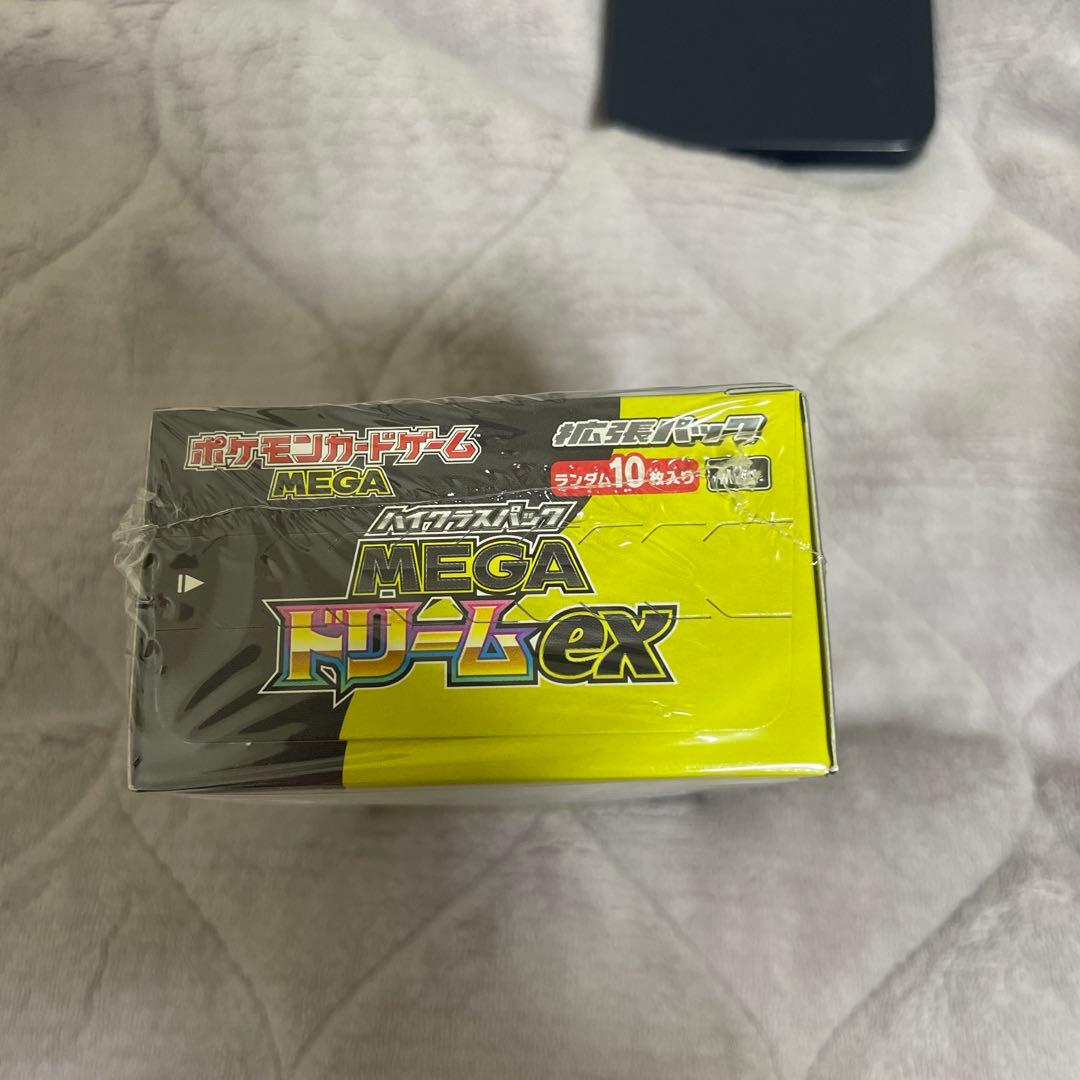 ポケモンカードゲーム™
MEGA
拡張パック
ランダム10枚入り
ハイクラスパック
MEGA
ドリームex